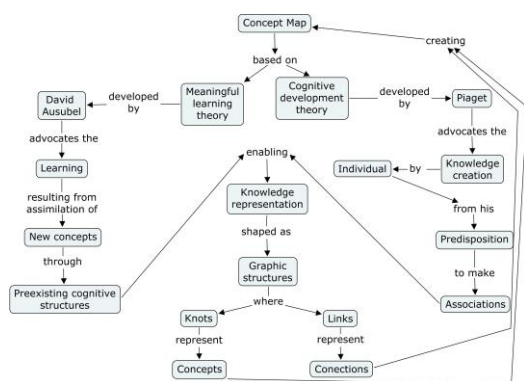 Concept Map
creating
based on
David
Ausubel
developed
by
Meaningful
learning
theory
Cognitive
development
theory
developed
by
Piaget
advocates the
advocates the
Learning
enabling
Individual
by
Knowledge
creation
resulting from
assimilation of
Knowledge
representation
from his
New concepts
shaped as
Predisposition
through
Graphic
structures
to make
Preexisting cognitive
structures
where
Associations
Knots
Links
represent
represent
Concepts
Conections